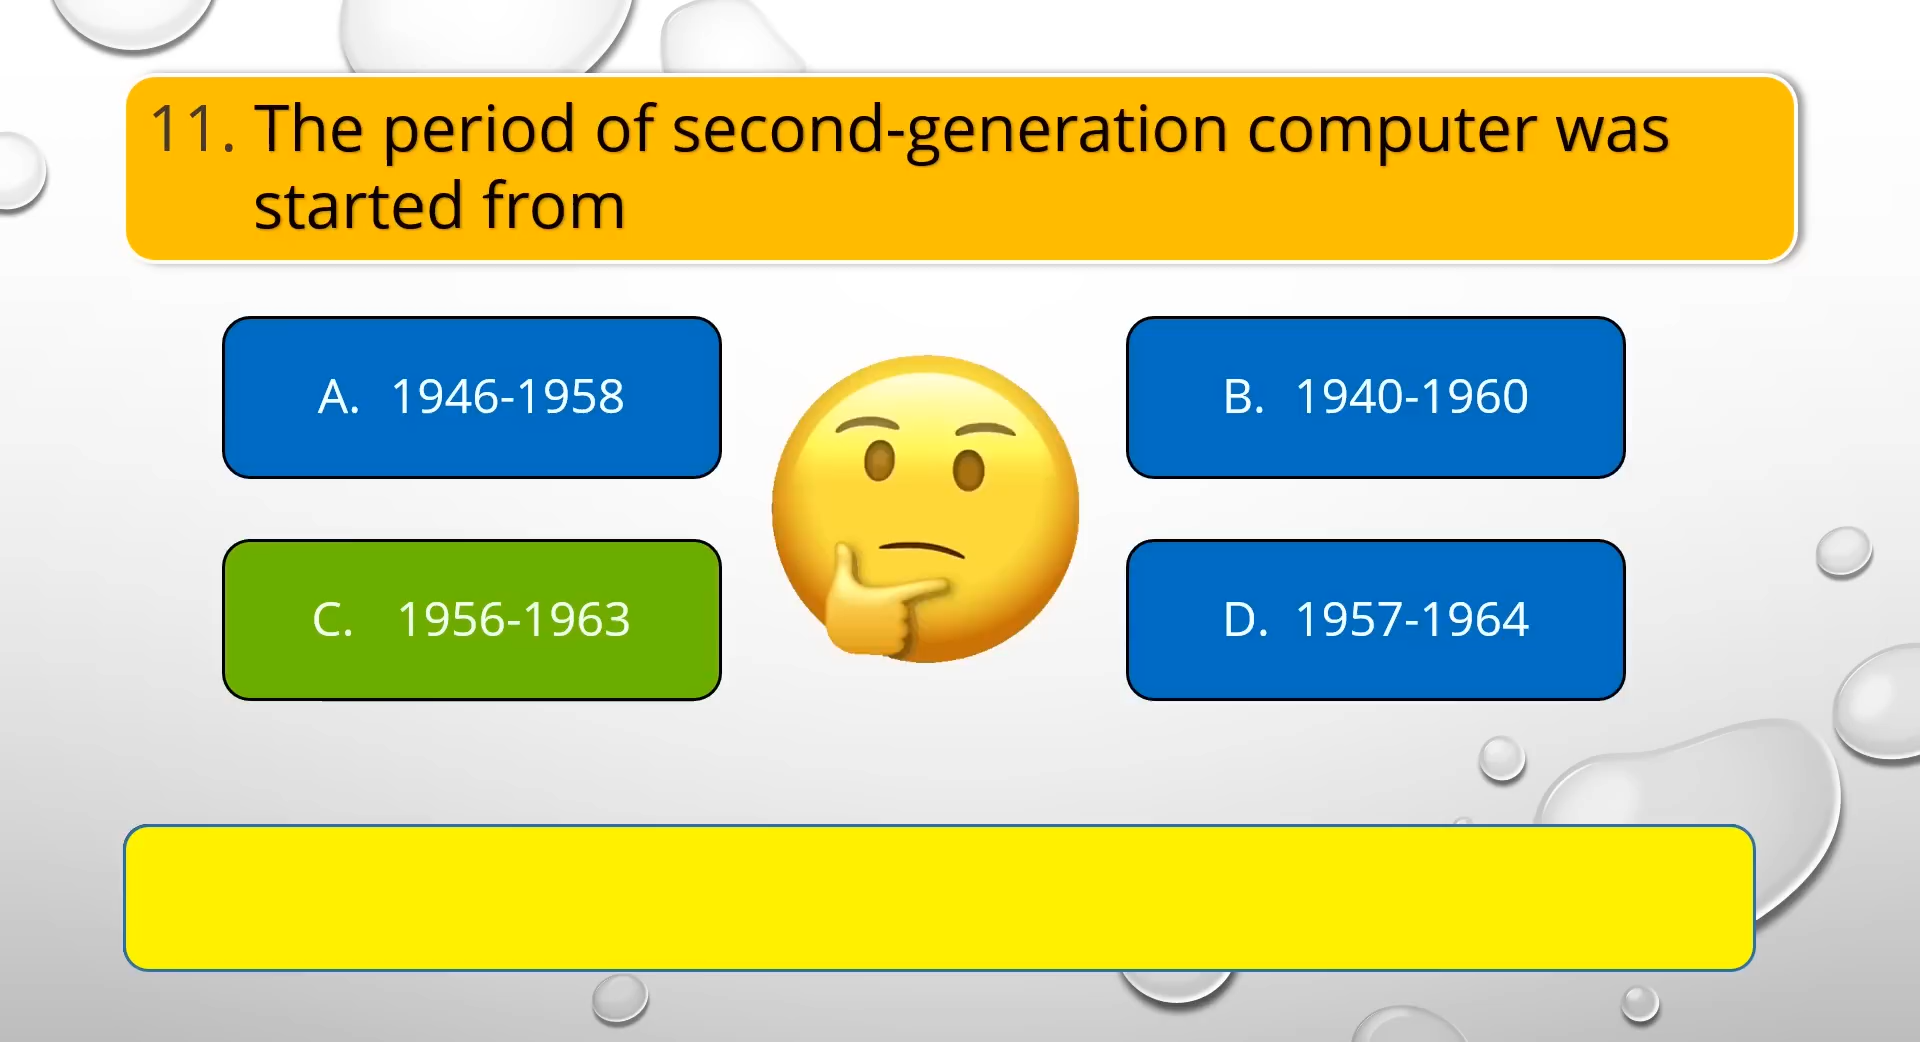 11. The period of second-generation computer was
started from
A. 1946-1958
B. 1940-1960
C. 1956-1963
D. 1957-1964